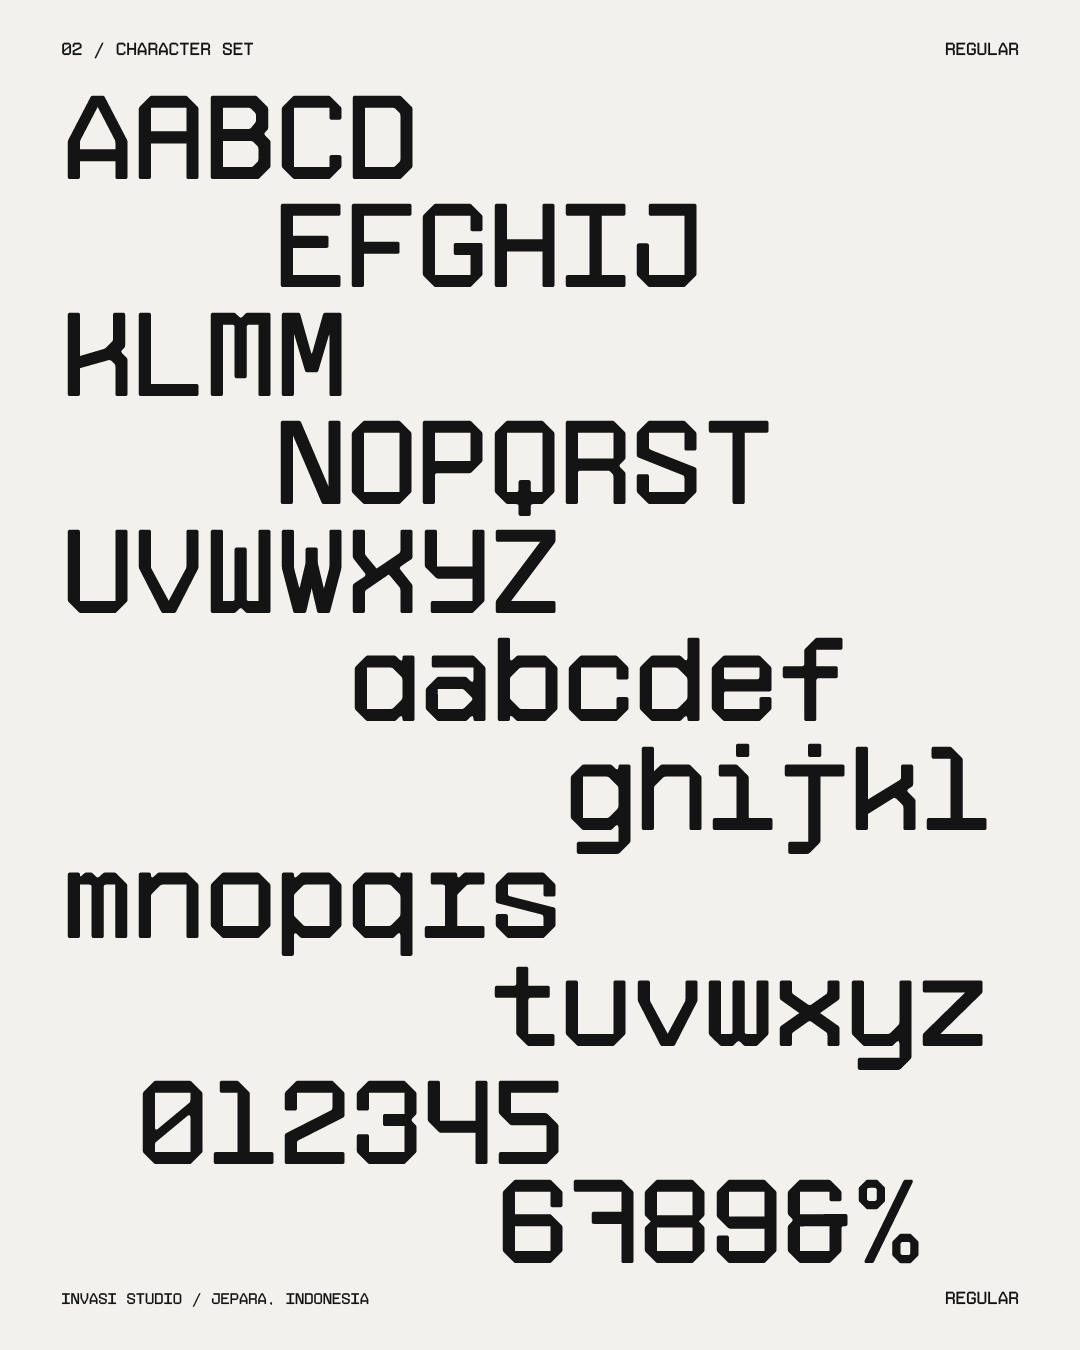 02 / CHARACTER SET
REGULAR
AABCD
EFGHIJ
KLMM
NOPQRST
UVWWXYZ
aabcdef
ghijkl
mnopqrs
tuvwxyz
012345
6789&%
INVASI STUDIO / JEPARA. INDONESIA
REGULAR